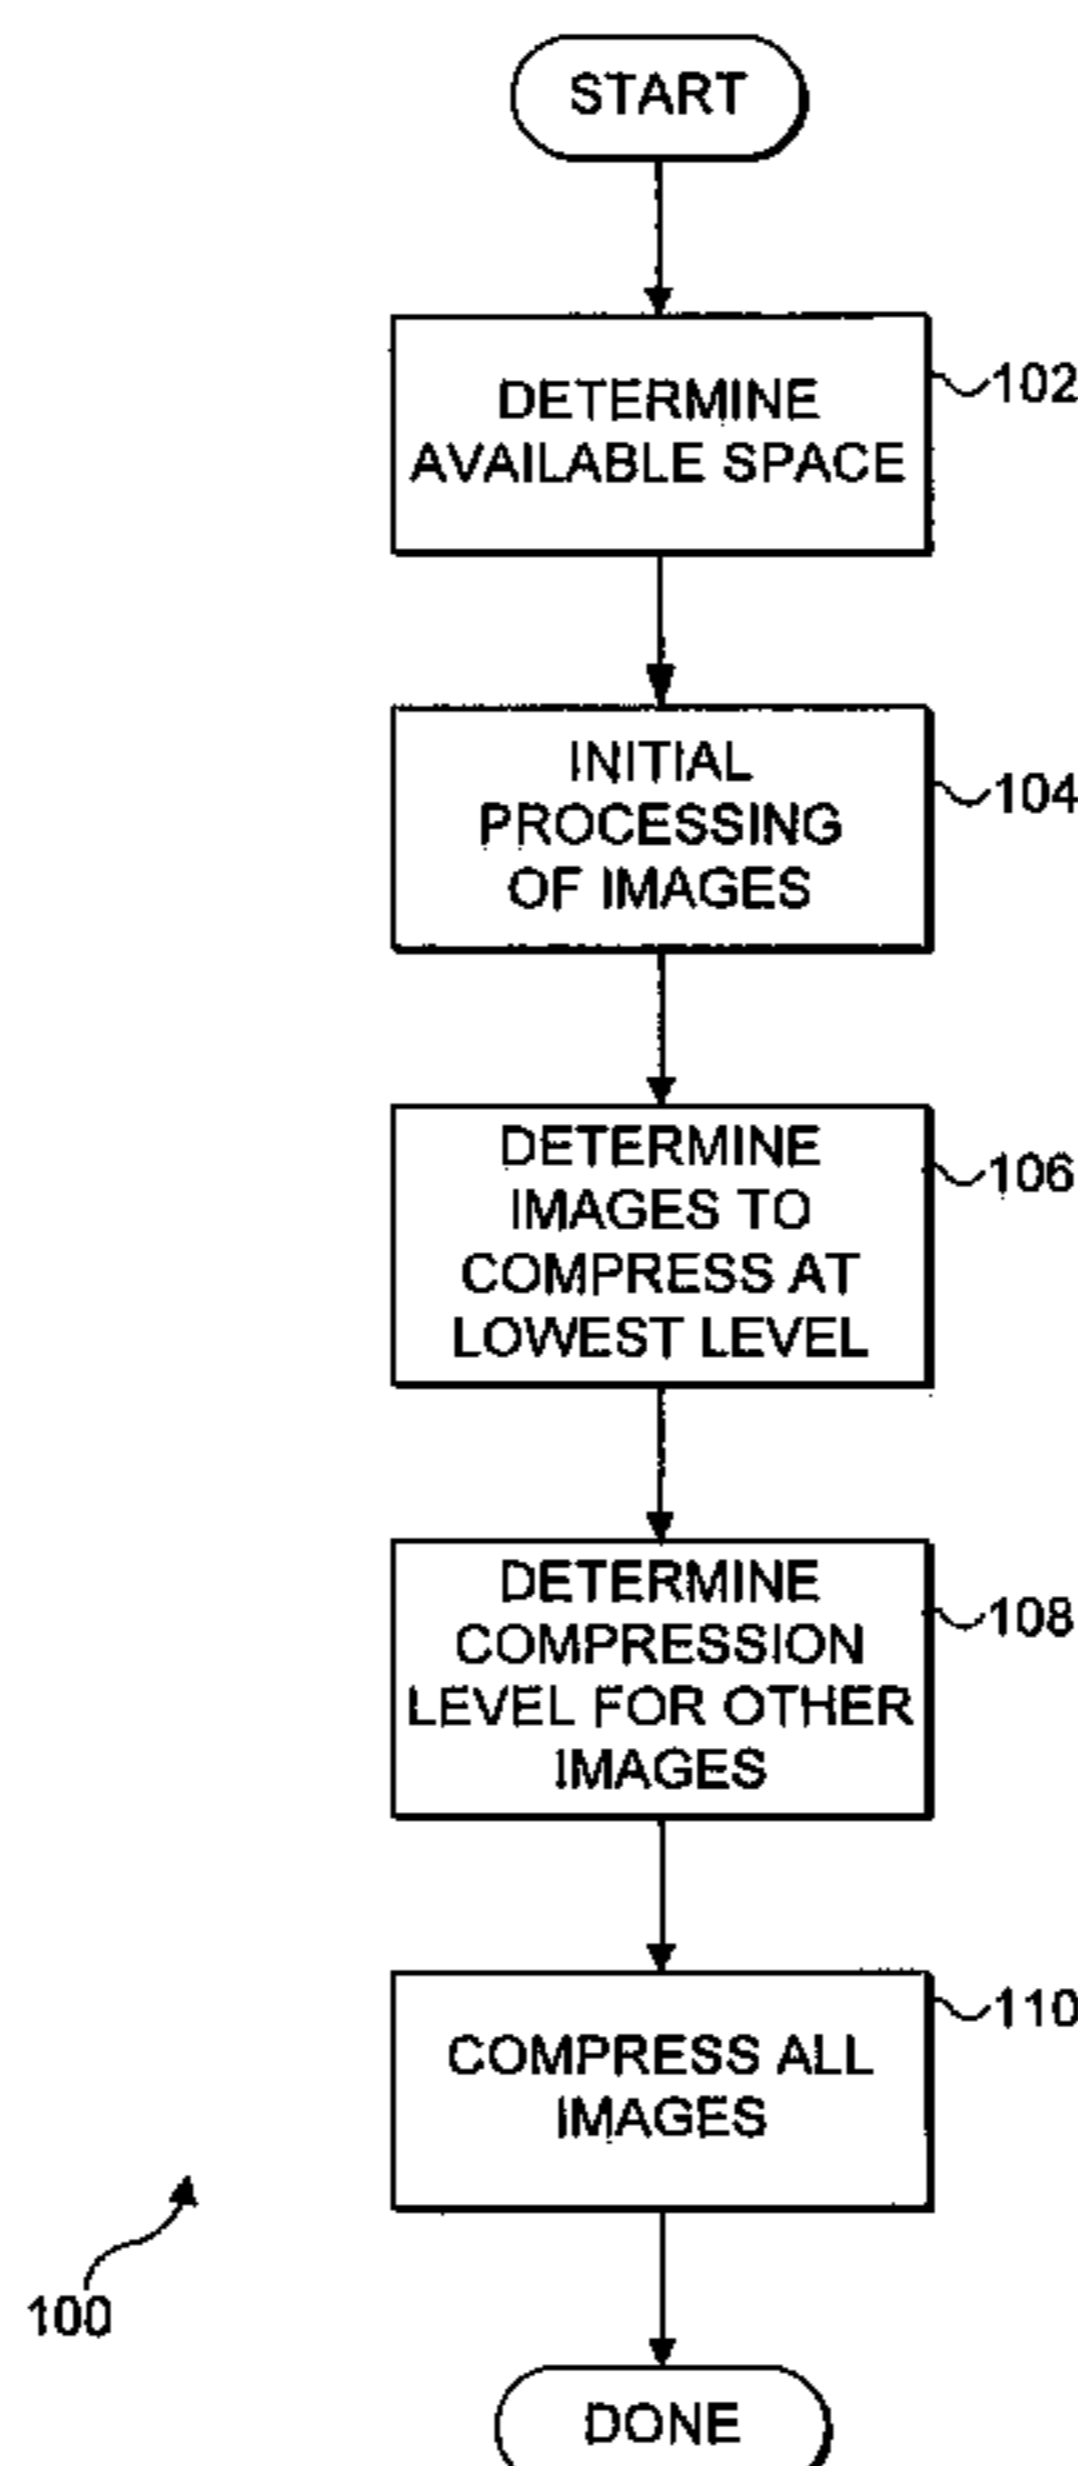 START
DETERMINE
AVAILABLE SPACE
102
INITIAL
PROCESSING
OF IMAGES
104
DETERMINE
IMAGES TO
COMPRESS AT
LOWEST LEVEL
106
DETERMINE
COMPRESSION
LEVEL FOR OTHER
IMAGES
108
COMPRESS ALL
IMAGES
110
100
DONE